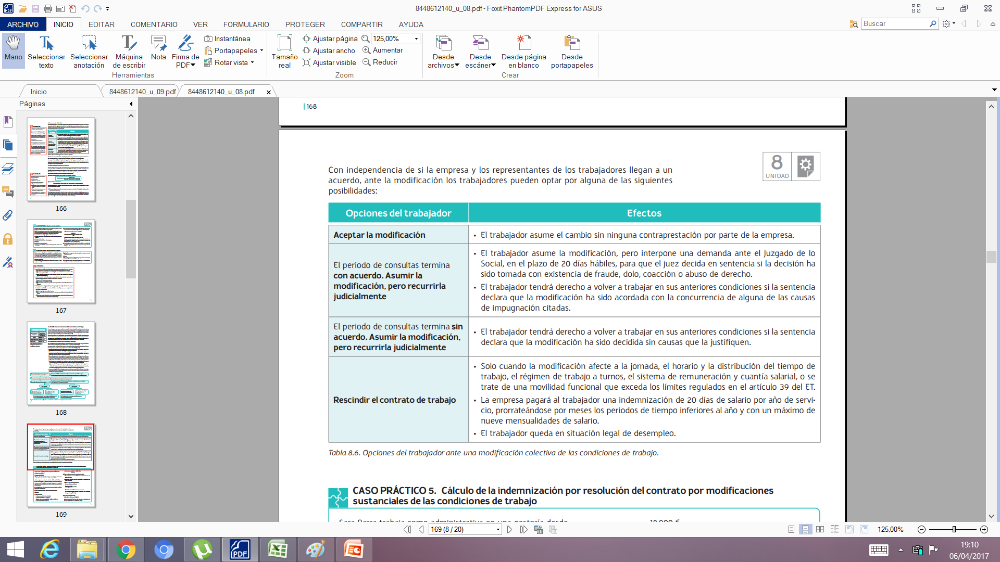 8448612140_u_08.pdf - Foxit PhantomPDF Express for ASUS
ARCHIVO INICIO EDITAR COMENTARIO VER FORMULARIO PROTEGER COMPARTIR AYUDA
Buscar
Mano
Seleccionar texto
Seleccionar anotación
Máquina de escribir
Nota
Firma de PDF
Instantánea
Portapapeles
Rotar vista
Herramientas
Tamaño real
Ajustar página
Ajustar ancho
Ajustar visible
125,00%
Aumentar
Reducir
Zoom
Desde archivos
Desde escáner
Desde página en blanco
Desde portapapeles
Crear
Inicio
8448612140_u_09.pdf
8448612140_u_08.pdf
Páginas
166
167
168
169
168
8
UNIDAD
Con independencia de si la empresa y los representantes de los trabajadores llegan a un
acuerdo, ante la modificación los trabajadores pueden optar por alguna de las siguientes
posibilidades:
Opciones del trabajador
Efectos
Aceptar la modificación
• El trabajador asume el cambio sin ninguna contraprestación por parte de la empresa.
El periodo de consultas termina
con acuerdo. Asumir la
modificación, pero recurrirla
judicialmente
• El trabajador asume la modificación, pero interpone una demanda ante el Juzgado de lo
Social, en el plazo de 20 días hábiles, para que el juez decida en sentencia si la decisión ha
sido tomada con existencia de fraude, dolo, coacción o abuso de derecho.
• El trabajador tendrá derecho a volver a trabajar en sus anteriores condiciones si la sentencia
declara que la modificación ha sido acordada con la concurrencia de alguna de las causas
de impugnación citadas.
El periodo de consultas termina sin
acuerdo. Asumir la modificación,
pero recurrirla judicialmente
• El trabajador tendrá derecho a volver a trabajar en sus anteriores condiciones si la sentencia
declara que la modificación ha sido decidida sin causas que la justifiquen.
Rescindir el contrato de trabajo
• Solo cuando la modificación afecte a la jornada, el horario y la distribución del tiempo de
trabajo, el régimen de trabajo a turnos, el sistema de remuneración y cuantía salarial, o se
trate de una movilidad funcional que exceda los límites regulados en el artículo 39 del ET.
• La empresa pagará al trabajador una indemnización de 20 días de salario por año de servi-
cio, prorrateándose por meses los periodos de tiempo inferiores al año y con un máximo de
nueve mensualidades de salario.
• El trabajador queda en situación legal de desempleo.
Tabla 8.6. Opciones del trabajador ante una modificación colectiva de las condiciones de trabajo.
CASO PRÁCTICO 5. Cálculo de la indemnización por resolución del contrato por modificaciones
sustanciales de las condiciones de trabajo
Sara Barra trabaja como administrativa en una gestoría desde
18.000 €
169 (8 / 20)
125,00%
19:10
06/04/2017